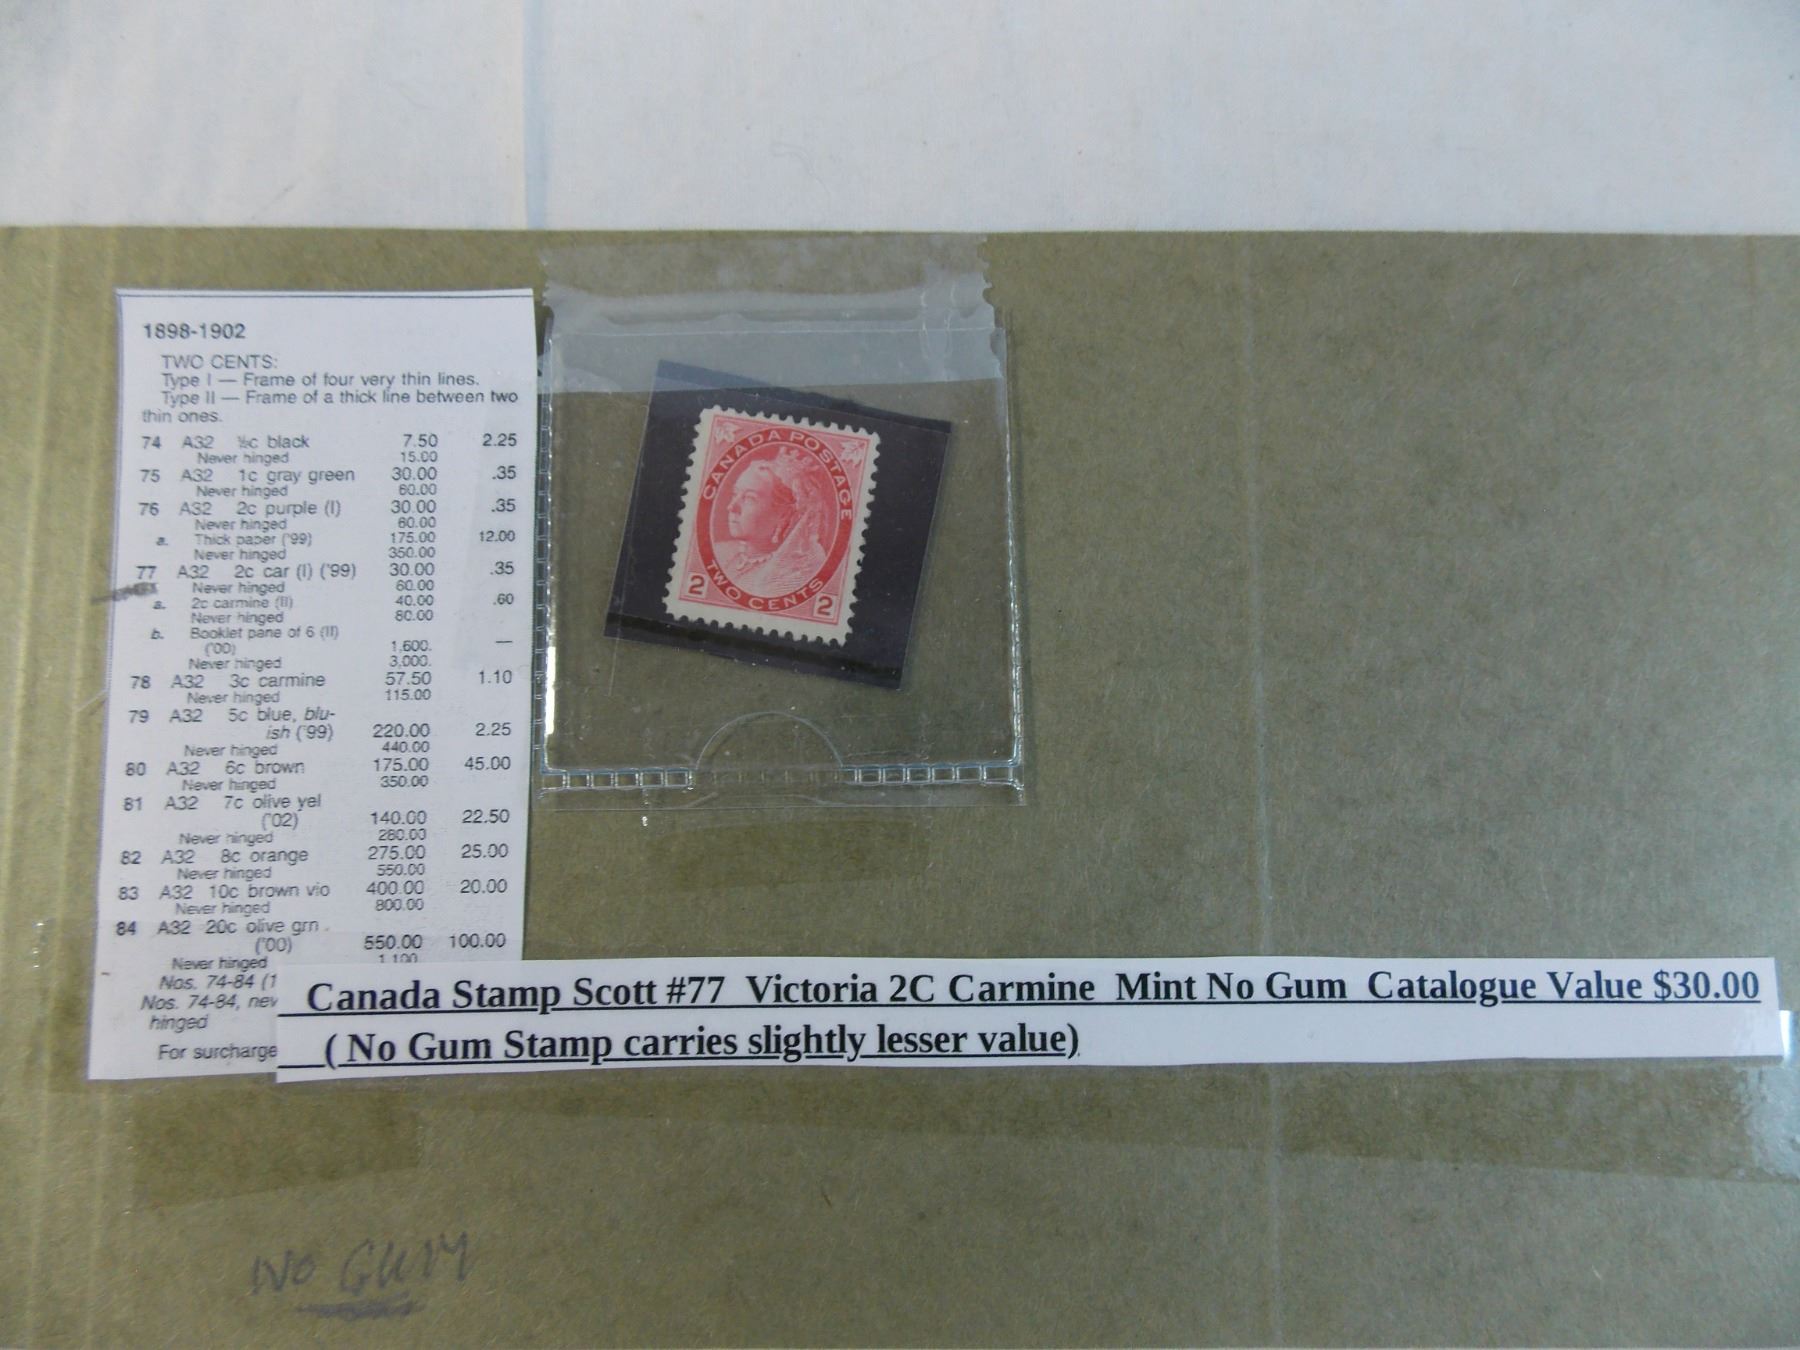 1898-1902
TWO CENTS:
Type I — Frame of four very thin lines.
Type II — Frame of a thick line between two
thin ones.
74 A32 ½c black 7.50 2.25
Never hinged 15.00
75 A32 1c gray green 30.00 .35
Never hinged 60.00
76 A32 2c purple (I) 30.00 .35
Never hinged 60.00
a. Thick paper ('99) 175.00 12.00
Never hinged 350.00
77 A32 2c car (I) ('99) 30.00 .35
Never hinged 60.00
a. 2c carmine (II) 40.00 .60
Never hinged 80.00
b. Booklet pane of 6 (II)
('00) 1,600. —
Never hinged 3,000.
78 A32 3c carmine 57.50 1.10
Never hinged 115.00
79 A32 5c blue, blu-
ish ('99) 220.00 2.25
Never hinged 440.00
80 A32 6c brown 175.00 45.00
Never hinged 350.00
81 A32 7c olive yel
('02) 140.00 22.50
Never hinged 280.00
82 A32 8c orange 275.00 25.00
Never hinged 550.00
83 A32 10c brown vio 400.00 20.00
Never hinged 800.00
84 A32 20c olive grn
('00) 550.00 100.00
Never hinged 1,100
Nos. 74-84 (1
Nos. 74-84, nev
hinged
For surcharge
CANADA POSTAGE
2 TWO CENTS 2
Canada Stamp Scott #77 Victoria 2C Carmine Mint No Gum Catalogue Value $30.00
( No Gum Stamp carries slightly lesser value)
NO GUM